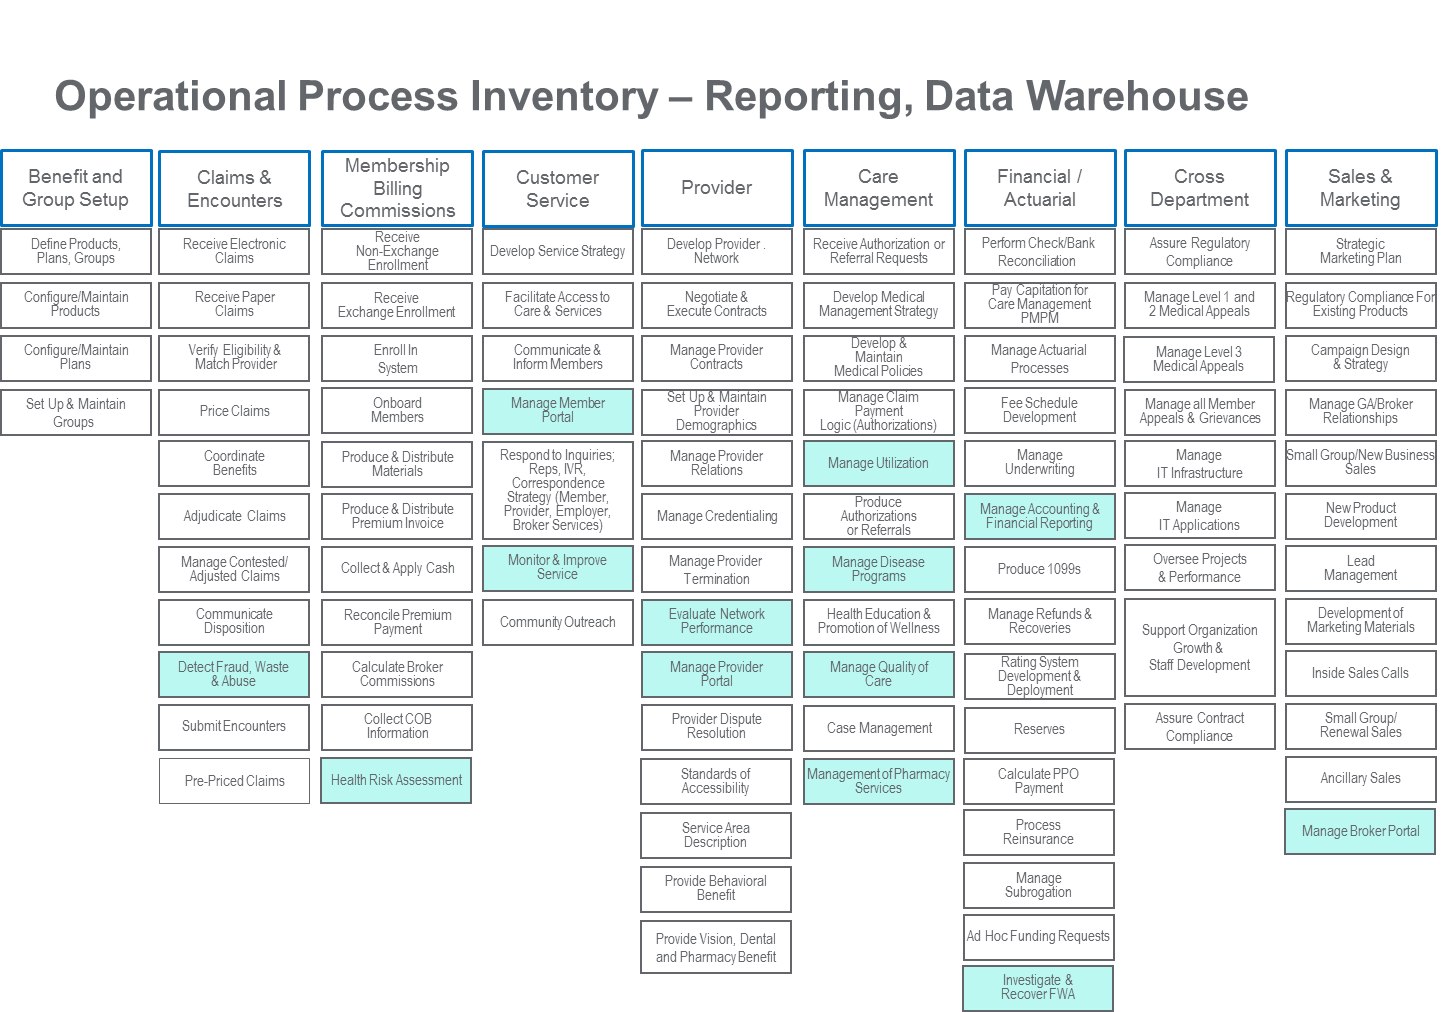 Operational Process Inventory – Reporting, Data Warehouse
Benefit and
Group Setup
Define Products,
Plans, Groups
Configure/Maintain
Products
Configure/Maintain
Plans
Set Up & Maintain
Groups
Claims &
Encounters
Receive Electronic
Claims
Receive Paper
Claims
Verify Eligibility &
Match Provider
Price Claims
Coordinate
Benefits
Adjudicate Claims
Manage Contested/
Adjusted Claims
Communicate
Disposition
Detect Fraud, Waste
& Abuse
Submit Encounters
Pre-Priced Claims
Membership
Billing
Commissions
Receive
Non-Exchange
Enrollment
Receive
Exchange Enrollment
Enroll In
System
Onboard
Members
Produce & Distribute
Materials
Produce & Distribute
Premium Invoice
Collect & Apply Cash
Reconcile Premium
Payment
Calculate Broker
Commissions
Collect COB
Information
Health Risk Assessment
Customer
Service
Develop Service Strategy
Facilitate Access to
Care & Services
Communicate &
Inform Members
Manage Member
Portal
Respond to Inquiries;
Reps, IVR,
Correspondence
Strategy (Member,
Provider, Employer,
Broker Services)
Monitor & Improve
Service
Community Outreach
Provider
Develop Provider .
Network
Negotiate &
Execute Contracts
Manage Provider
Contracts
Set Up & Maintain
Provider
Demographics
Manage Provider
Relations
Manage Credentialing
Manage Provider
Termination
Evaluate Network
Performance
Manage Provider
Portal
Provider Dispute
Resolution
Standards of
Accessibility
Service Area
Description
Provide Behavioral
Benefit
Provide Vision, Dental
and Pharmacy Benefit
Care
Management
Receive Authorization or
Referral Requests
Develop Medical
Management Strategy
Develop &
Maintain
Medical Policies
Manage Claim
Payment
Logic (Authorizations)
Manage Utilization
Produce
Authorizations
or Referrals
Manage Disease
Programs
Health Education &
Promotion of Wellness
Manage Quality of
Care
Case Management
Management of Pharmacy
Services
Financial /
Actuarial
Perform Check/Bank
Reconciliation
Pay Capitation for
Care Management
PMPM
Manage Actuarial
Processes
Fee Schedule
Development
Manage
Underwriting
Manage Accounting &
Financial Reporting
Produce 1099s
Manage Refunds &
Recoveries
Rating System
Development &
Deployment
Reserves
Calculate PPO
Payment
Process
Reinsurance
Manage
Subrogation
Ad Hoc Funding Requests
Investigate &
Recover FWA
Cross
Department
Assure Regulatory
Compliance
Manage Level 1 and
2 Medical Appeals
Manage Level 3
Medical Appeals
Manage all Member
Appeals & Grievances
Manage
IT Infrastructure
Manage
IT Applications
Oversee Projects
& Performance
Support Organization
Growth &
Staff Development
Assure Contract
Compliance
Sales &
Marketing
Strategic
Marketing Plan
Regulatory Compliance For
Existing Products
Campaign Design
& Strategy
Manage GA/Broker
Relationships
Small Group/New Business
Sales
New Product
Development
Lead
Management
Development of
Marketing Materials
Inside Sales Calls
Small Group/
Renewal Sales
Ancillary Sales
Manage Broker Portal